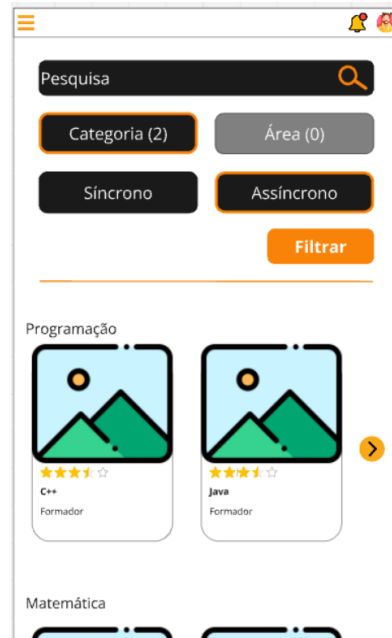 Pesquisa
Categoria (2) Área (0)
Síncrono Assíncrono
Filtrar
Programação
C++ Java
Formador Formador
Matemática